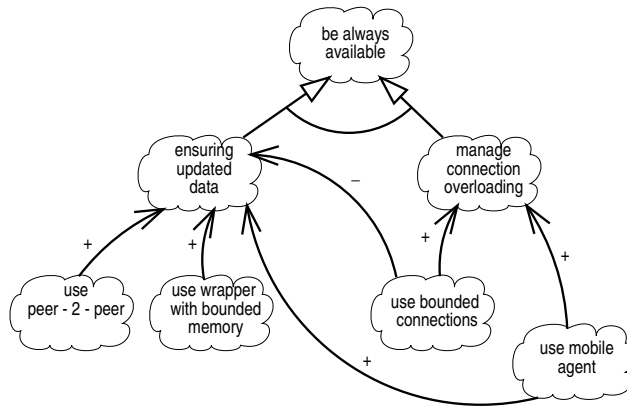 be always
available
ensuring
updated
data
manage
connection
overloading
–
+
+
+
+
use
peer - 2 - peer
use wrapper
with bounded
memory
use bounded
connections
+
use mobile
agent